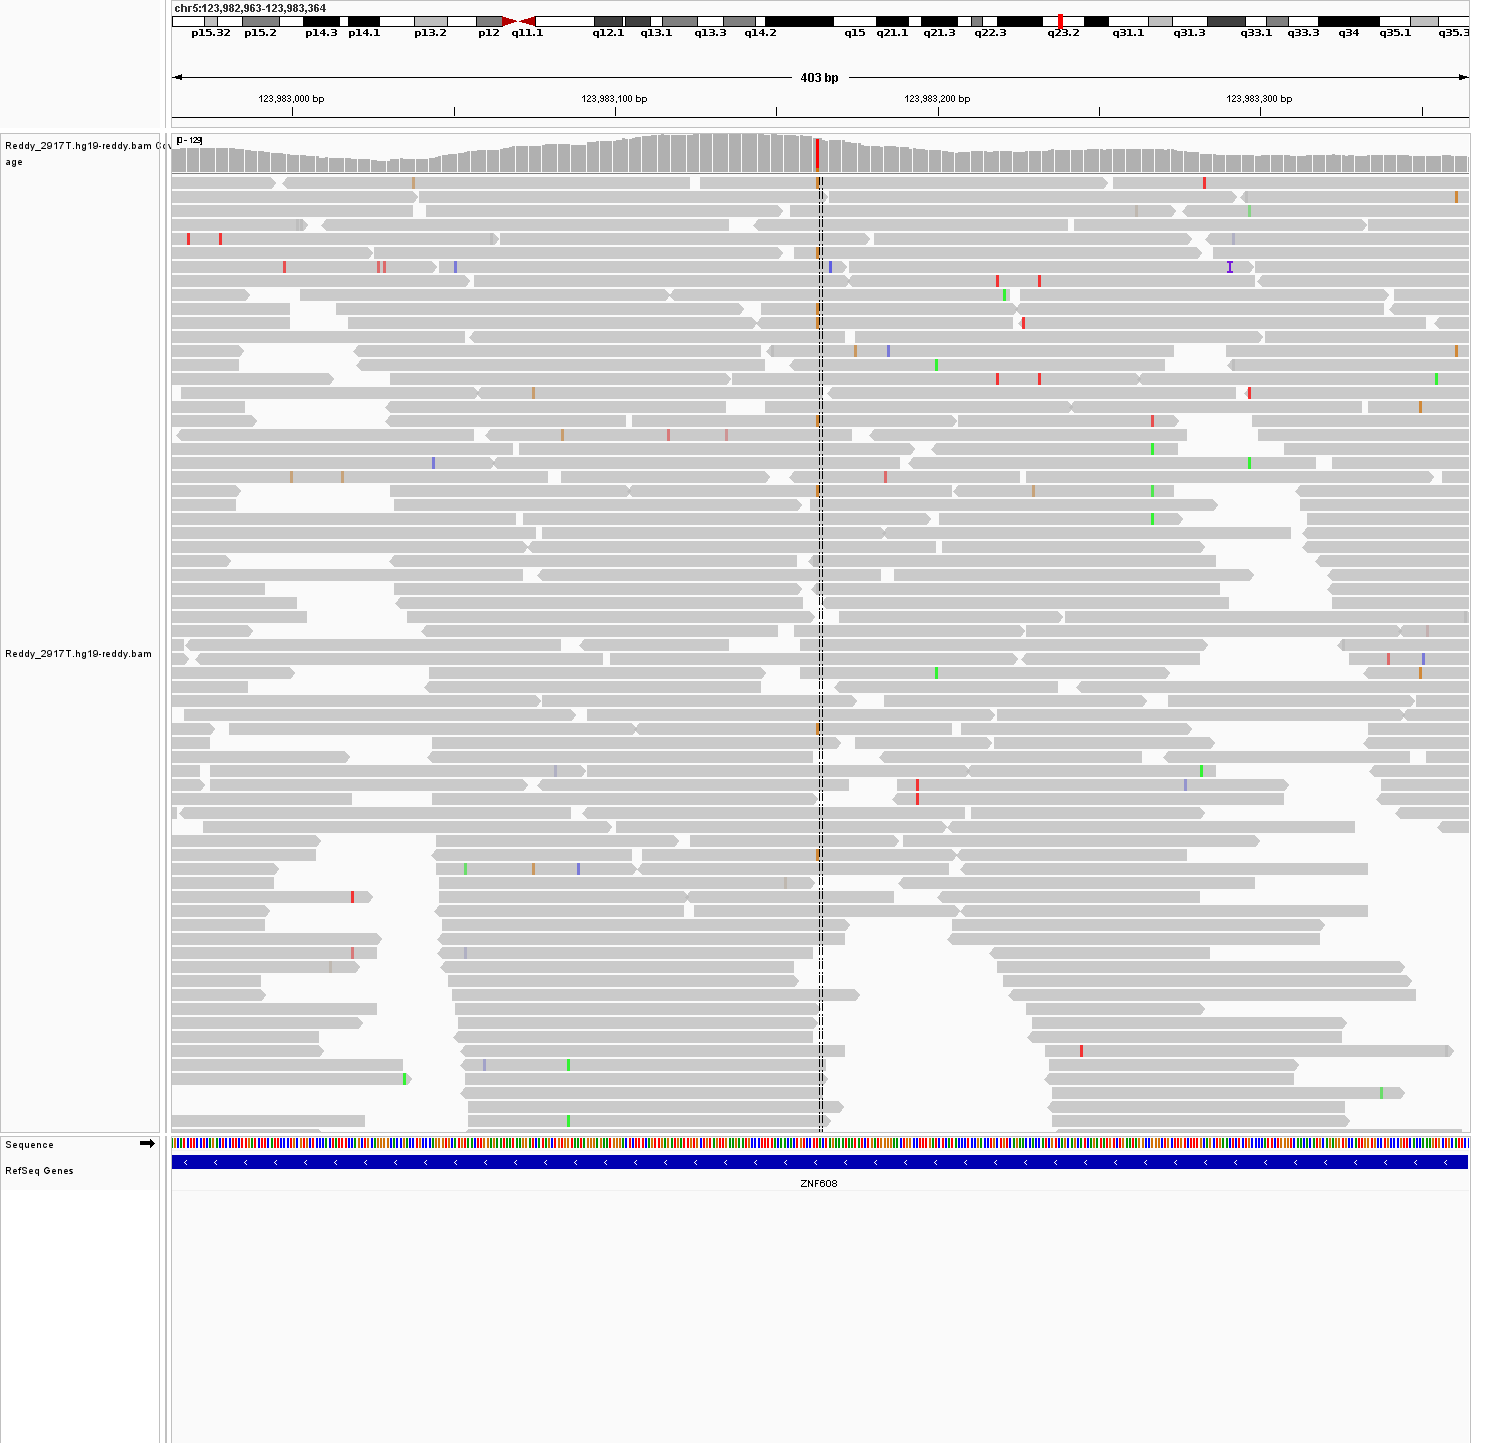 chr5:123,982,963-123,983,364
p15.32 p15.2 p14.3 p14.1 p13.2 p12 q11.1 q12.1 q13.1 q13.3 q14.2 q15 q21.1 q21.3 q22.3 q23.2 q31.1 q31.3 q33.1 q33.3 q34 q35.1 q35.3
403 bp
123,983,000 bp 123,983,100 bp 123,983,200 bp 123,983,300 bp
[0 - 129]
Reddy_2917T.hg19-reddy.bam Cov
age
Reddy_2917T.hg19-reddy.bam
Sequence
RefSeq Genes
ZNF608